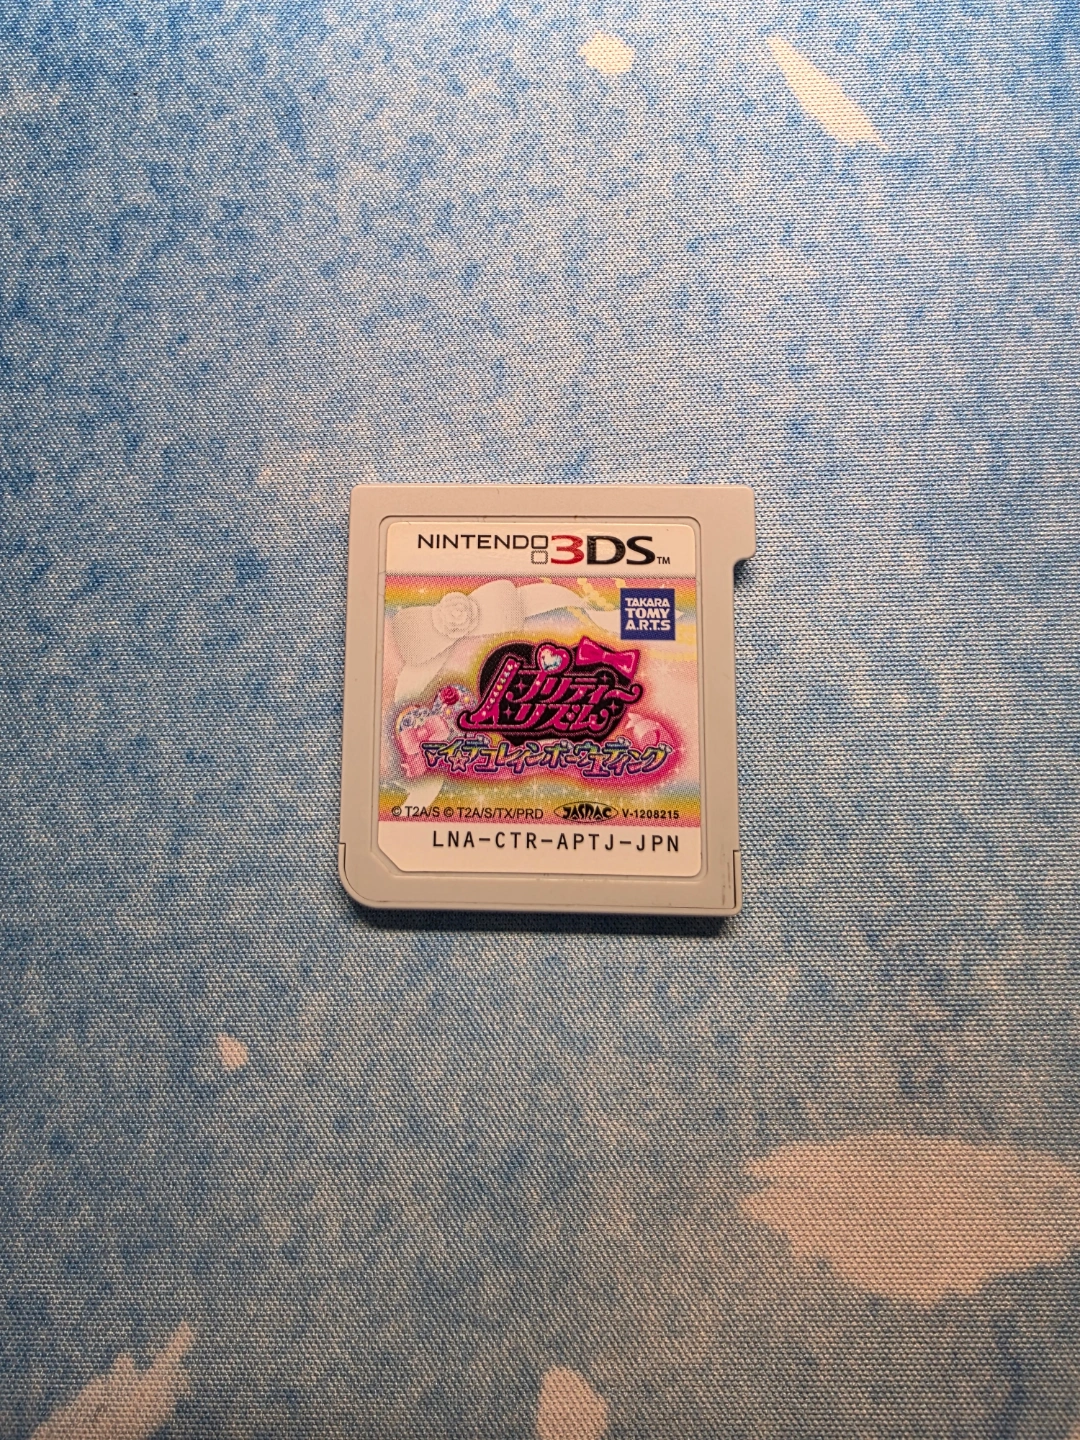 NINTENDO 3DS™
TAKARA
TOMY
A.R.T.S
プリティー
リズム
マイ☆デコレインボーウエディング
© T2A/S © T2A/S/TX/PRD JASRAC V-1208215
LNA-CTR-APTJ-JPN